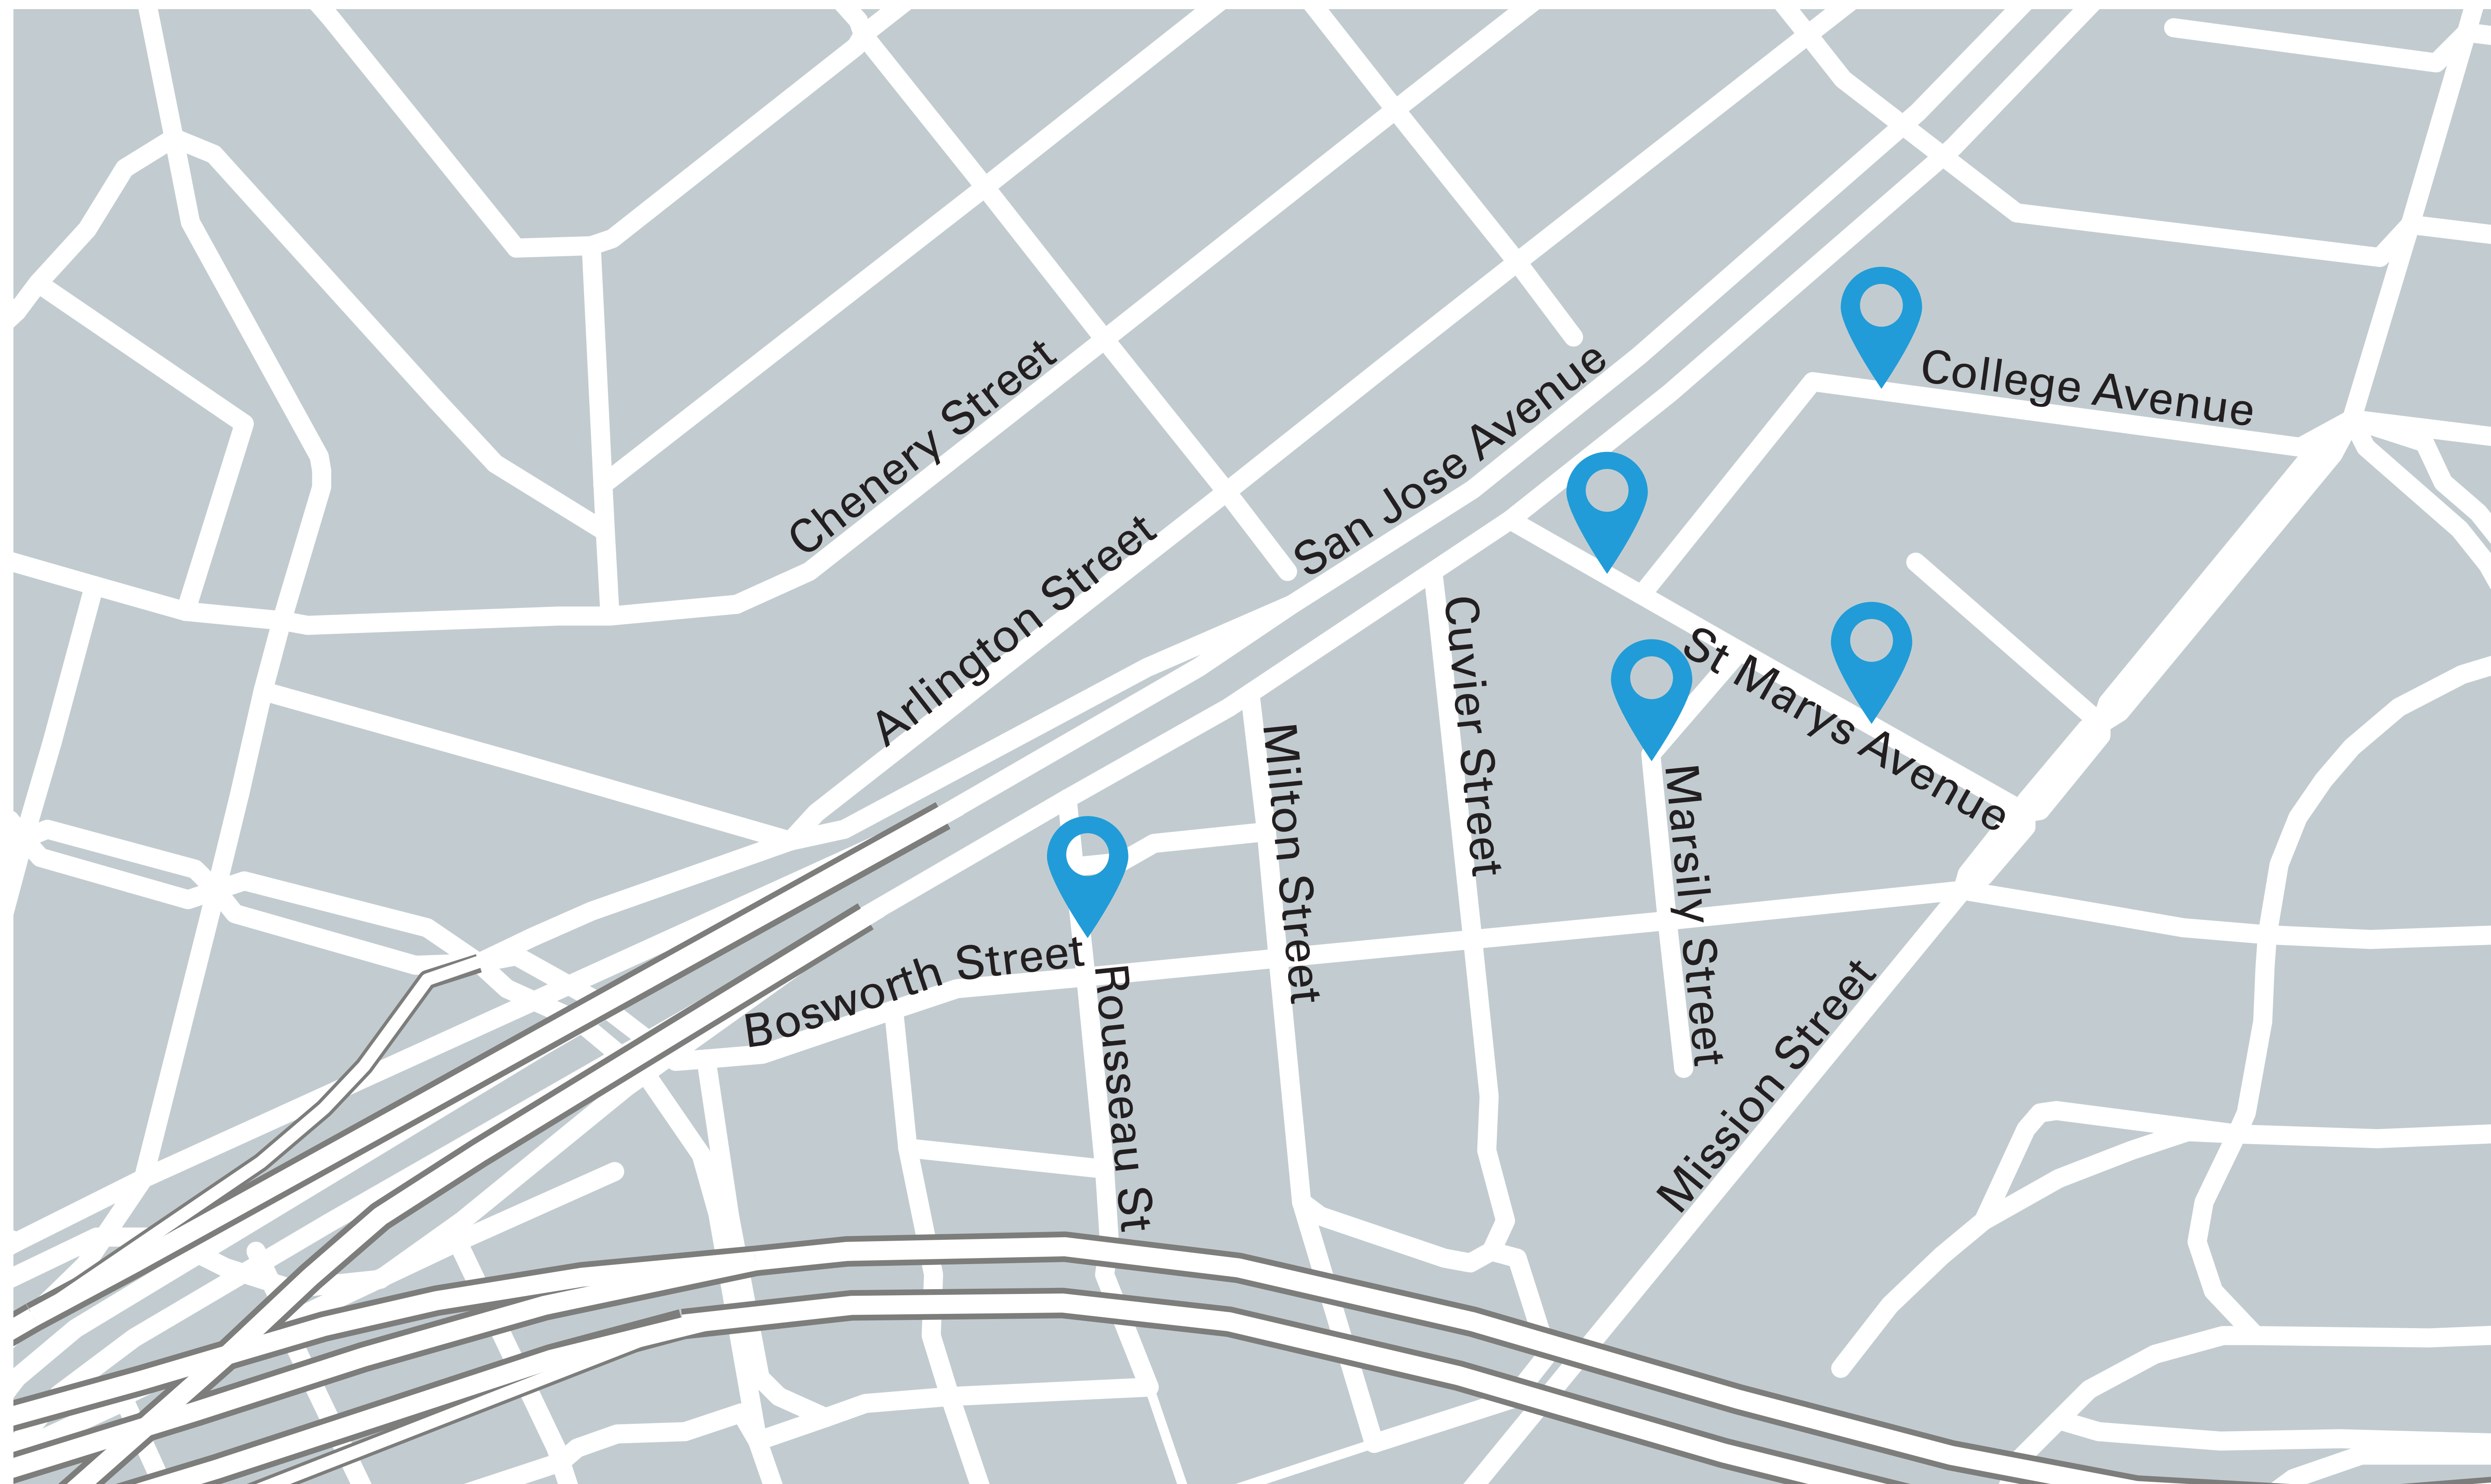 College Avenue
Chenery Street
San Jose Avenue
Arlington Street
Cuvier Street
St Marys Avenue
Milton Street
Marsily Street
Bosworth Street
Rousseau St
Mission Street